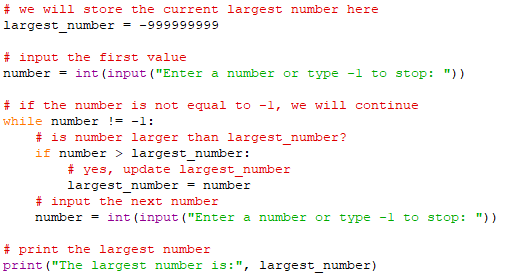 # we will store the current largest number here
largest_number = -999999999
# input the first value
number = int(input("Enter a number or type -1 to stop: "))
# if the number is not equal to -1, we will continue
while number != -1:
    # is number larger than largest_number?
    if number > largest_number:
        # yes, update largest_number
        largest_number = number
    # input the next number
    number = int(input("Enter a number or type -1 to stop: "))
# print the largest number
print("The largest number is:", largest_number)